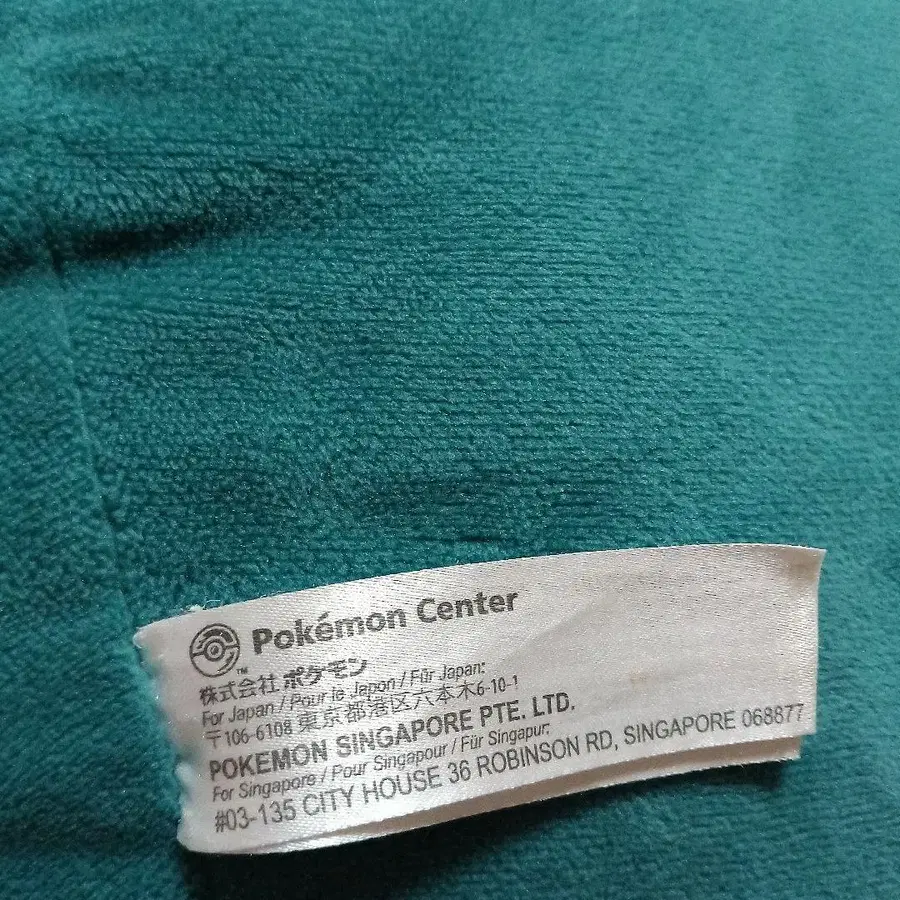 Pokémon Center
TM
株式会社 ポケモン
For Japan / Pour le Japon / Für Japan:
〒106-6108 東京都港区六本木6-10-1
POKEMON SINGAPORE PTE. LTD.
For Singapore / Pour Singapour / Für Singapur:
#03-135 CITY HOUSE 36 ROBINSON RD, SINGAPORE 068877